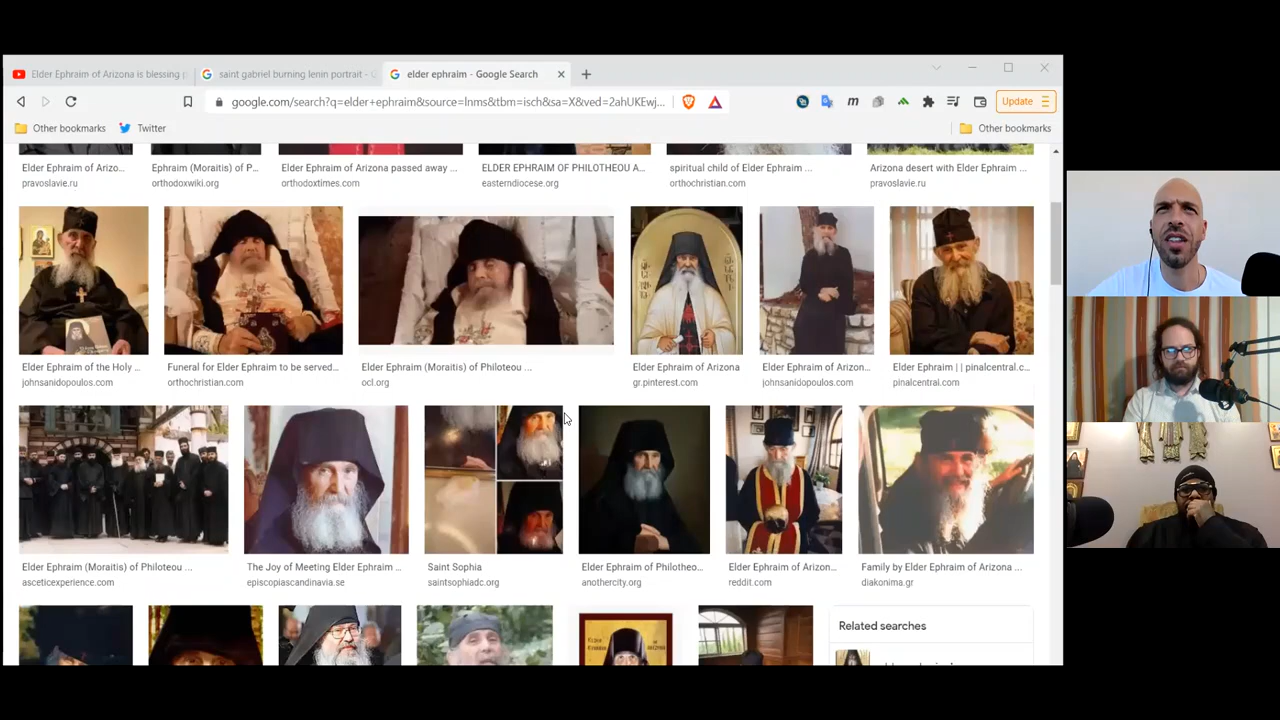 Elder Ephraim of Arizona is blessing p
saint gabriel burning lenin portrait -
elder ephraim - Google Search
google.com/search?q=elder+ephraim&source=lnms&tbm=isch&sa=X&ved=2ahUKEwj...
Update
Other bookmarks
Twitter
Other bookmarks
Elder Ephraim of Arizo...
Ephraim (Moraitis) of P...
Elder Ephraim of Arizona passed away ...
ELDER EPHRAIM OF PHILOTHEOU A...
spiritual child of Elder Ephraim ...
Arizona desert with Elder Ephraim ...
pravoslavie.ru
orthodoxwiki.org
orthodoxtimes.com
easterndiocese.org
orthochristian.com
pravoslavie.ru
Elder Ephraim of the Holy ...
Funeral for Elder Ephraim to be served...
Elder Ephraim (Moraitis) of Philoteou ...
Elder Ephraim of Arizona
Elder Ephraim of Arizon...
Elder Ephraim | | pinalcentral.c...
johnsanidopoulos.com
orthochristian.com
ocl.org
gr.pinterest.com
johnsanidopoulos.com
pinalcentral.com
Elder Ephraim (Moraitis) of Philoteou ...
The Joy of Meeting Elder Ephraim ...
Saint Sophia
Elder Ephraim of Philotheo...
Elder Ephraim of Arizon...
Family by Elder Ephraim of Arizona ...
asceticexperience.com
episcopiascandinavia.se
saintsophiadc.org
anothercity.org
reddit.com
diakonima.gr
Related searches